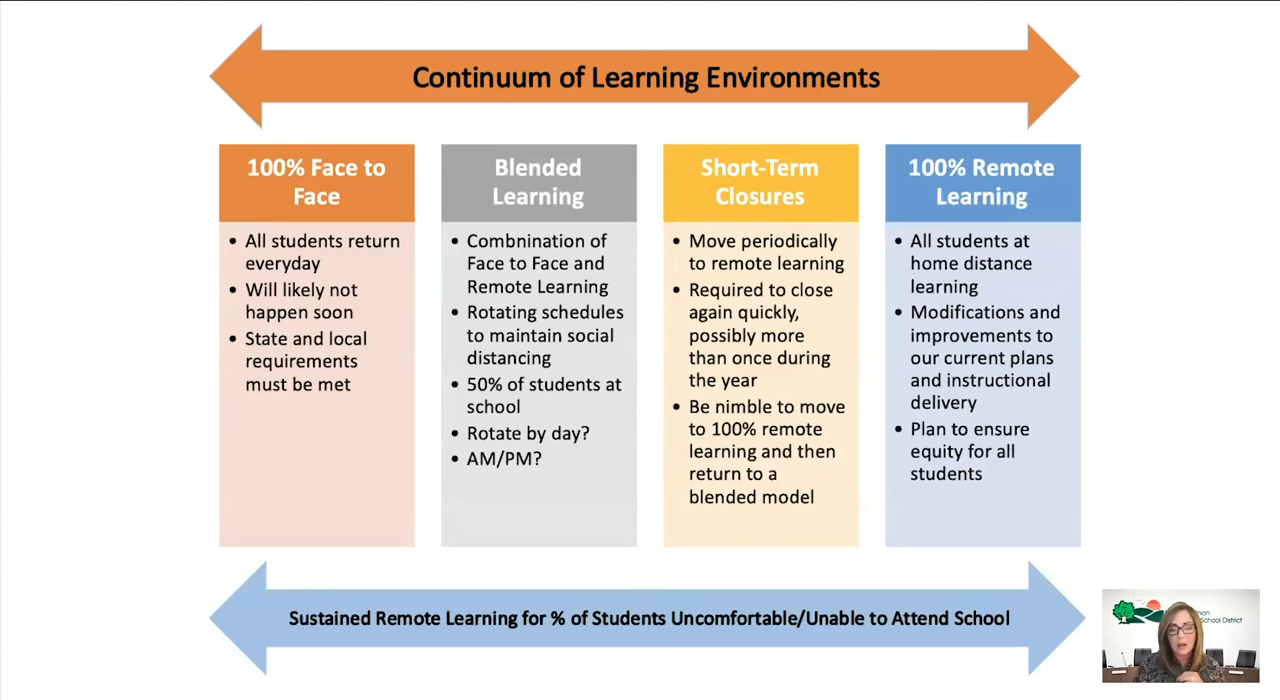 Continuum of Learning Environments
100% Face to
Face
• All students return
everyday
• Will likely not
happen soon
• State and local
requirements
must be met
Blended
Learning
• Combnination of
Face to Face and
Remote Learning
• Rotating schedules
to maintain social
distancing
• 50% of students at
school
• Rotate by day?
• AM/PM?
Short-Term
Closures
• Move periodically
to remote learning
• Required to close
again quickly,
possibly more
than once during
the year
• Be nimble to move
to 100% remote
learning and then
return to a
blended model
100% Remote
Learning
• All students at
home distance
learning
• Modifications and
improvements to
our current plans
and instructional
delivery
• Plan to ensure
equity for all
students
Sustained Remote Learning for % of Students Uncomfortable/Unable to Attend School
School District